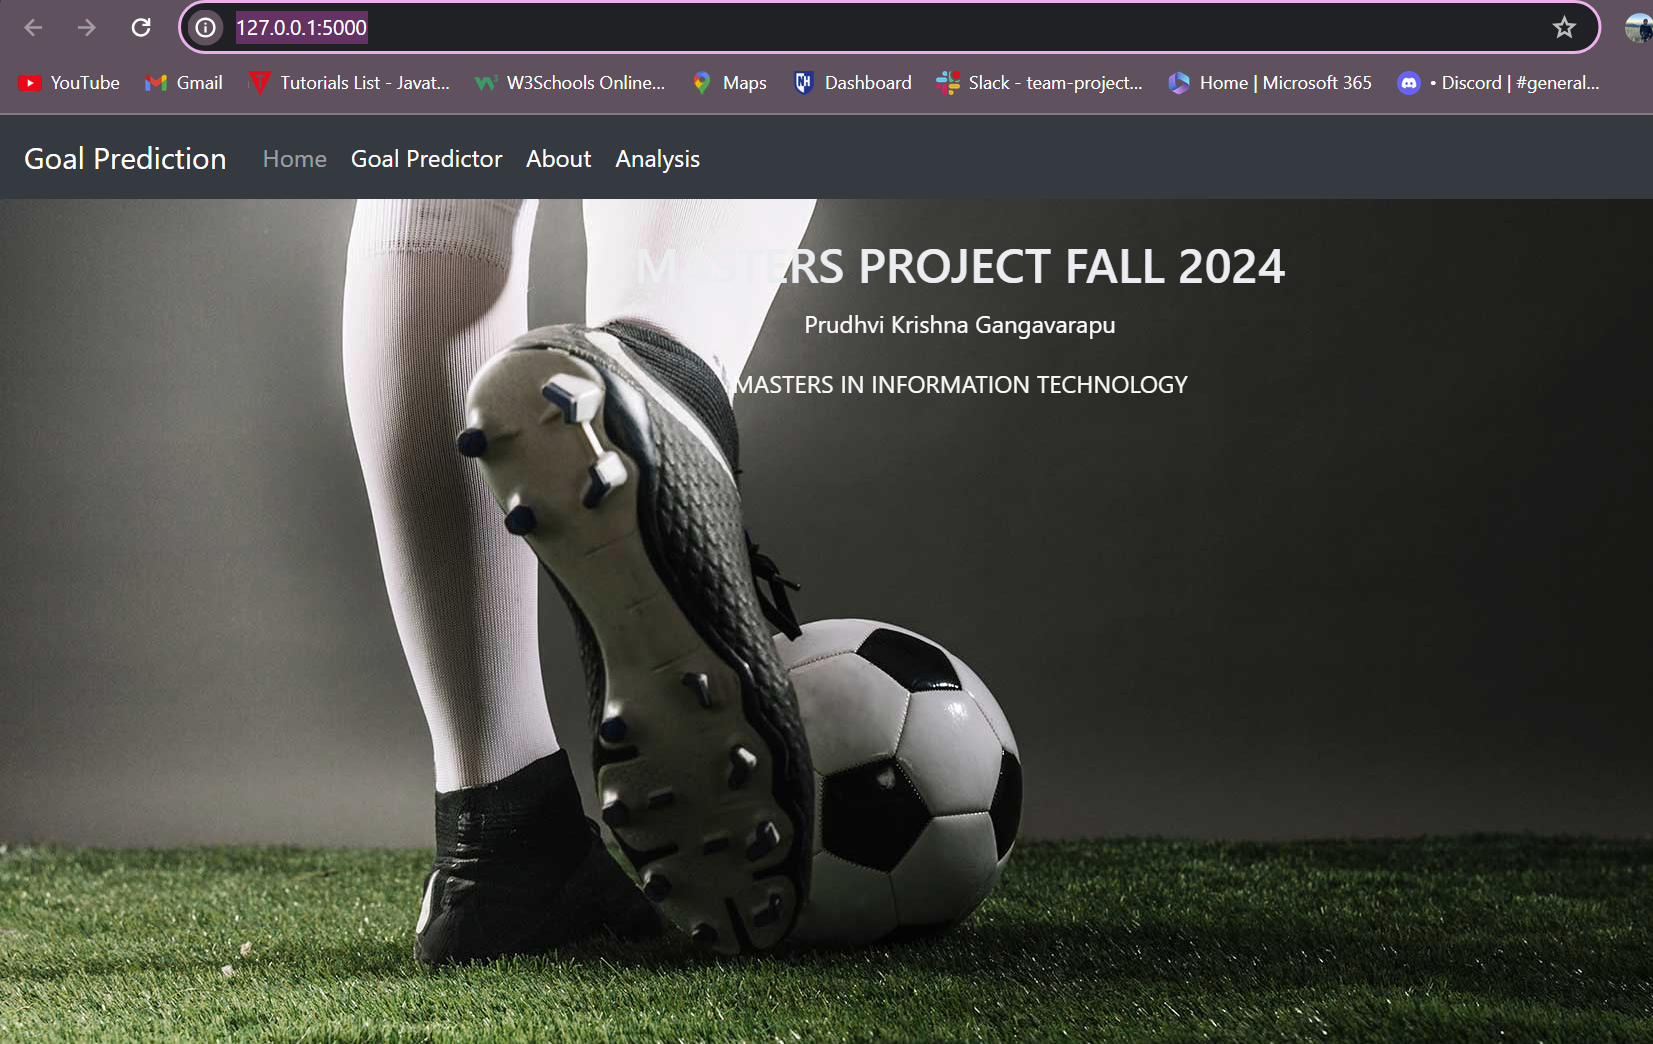 127.0.0.1:5000
YouTube Gmail Tutorials List - Javat... W3Schools Online... Maps Dashboard Slack - team-project... Home | Microsoft 365 • Discord | #general...
Goal Prediction Home Goal Predictor About Analysis
MASTERS PROJECT FALL 2024
Prudhvi Krishna Gangavarapu
MASTERS IN INFORMATION TECHNOLOGY